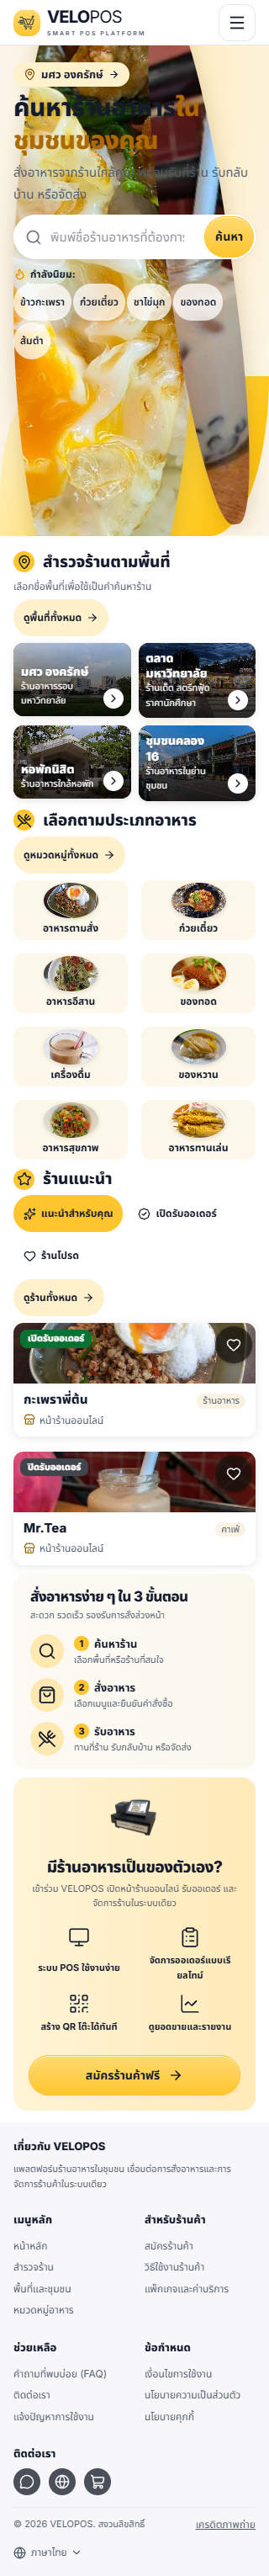 VELOPOS
SMART POS PLATFORM
มศว องครักษ์
ค้นหาร้านอาหารใน
ชุมชนของคุณ
สั่งอาหารจากร้านใกล้คุณ พร้อมรับที่ร้าน รับกลับ
บ้าน หรือจัดส่ง
พิมพ์ชื่อร้านอาหารที่ต้องการ
ค้นหา
กำลังนิยม:
ข้าวกะเพรา
ก๋วยเตี๋ยว
ชาไข่มุก
ของทอด
ส้มตำ
สำรวจร้านตามพื้นที่
เลือกชื่อพื้นที่เพื่อใช้เป็นคำค้นหาร้าน
ดูพื้นที่ทั้งหมด
มศว องครักษ์
ร้านอาหารรอบ
มหาวิทยาลัย
ตลาด
มหาวิทยาลัย
ร้านเด็ด สตรีทฟู้ด
ราคานักศึกษา
หอพักนิสิต
ร้านอาหารใกล้หอพัก
ชุมชนคลอง
16
ร้านอาหารในย่าน
ชุมชน
เลือกตามประเภทอาหาร
ดูหมวดหมู่ทั้งหมด
อาหารตามสั่ง
ก๋วยเตี๋ยว
อาหารอีสาน
ของทอด
เครื่องดื่ม
ของหวาน
อาหารสุขภาพ
อาหารทานเล่น
ร้านแนะนำ
แนะนำสำหรับคุณ
เปิดรับออเดอร์
ร้านโปรด
ดูร้านทั้งหมด
เปิดรับออเดอร์
กะเพราพี่ต้น
ร้านอาหาร
หน้าร้านออนไลน์
ปิดรับออเดอร์
Mr.Tea
คาเฟ่
หน้าร้านออนไลน์
สั่งอาหารง่าย ๆ ใน 3 ขั้นตอน
สะดวก รวดเร็ว รองรับการสั่งล่วงหน้า
1 ค้นหาร้าน
เลือกพื้นที่หรือร้านที่สนใจ
2 สั่งอาหาร
เลือกเมนูและยืนยันคำสั่งซื้อ
3 รับอาหาร
ทานที่ร้าน รับกลับบ้าน หรือจัดส่ง
มีร้านอาหารเป็นของตัวเอง?
เข้าร่วม VELOPOS เปิดหน้าร้านออนไลน์ รับออเดอร์ และ
จัดการร้านในระบบเดียว
ระบบ POS ใช้งานง่าย
จัดการออเดอร์แบบเรี
ยลไทม์
สร้าง QR โต๊ะได้ทันที
ดูยอดขายและรายงาน
สมัครร้านค้าฟรี
เกี่ยวกับ VELOPOS
แพลตฟอร์มร้านอาหารในชุมชน เชื่อมต่อการสั่งอาหารและการ
จัดการร้านค้าในระบบเดียว
เมนูหลัก
หน้าหลัก
สำรวจร้าน
พื้นที่และชุมชน
หมวดหมู่อาหาร
สำหรับร้านค้า
สมัครร้านค้า
วิธีใช้งานร้านค้า
แพ็กเกจและค่าบริการ
ช่วยเหลือ
คำถามที่พบบ่อย (FAQ)
ติดต่อเรา
แจ้งปัญหาการใช้งาน
ข้อกำหนด
เงื่อนไขการใช้งาน
นโยบายความเป็นส่วนตัว
นโยบายคุกกี้
ติดต่อเรา
© 2026 VELOPOS. สงวนลิขสิทธิ์
เครดิตภาพถ่าย
ภาษาไทย